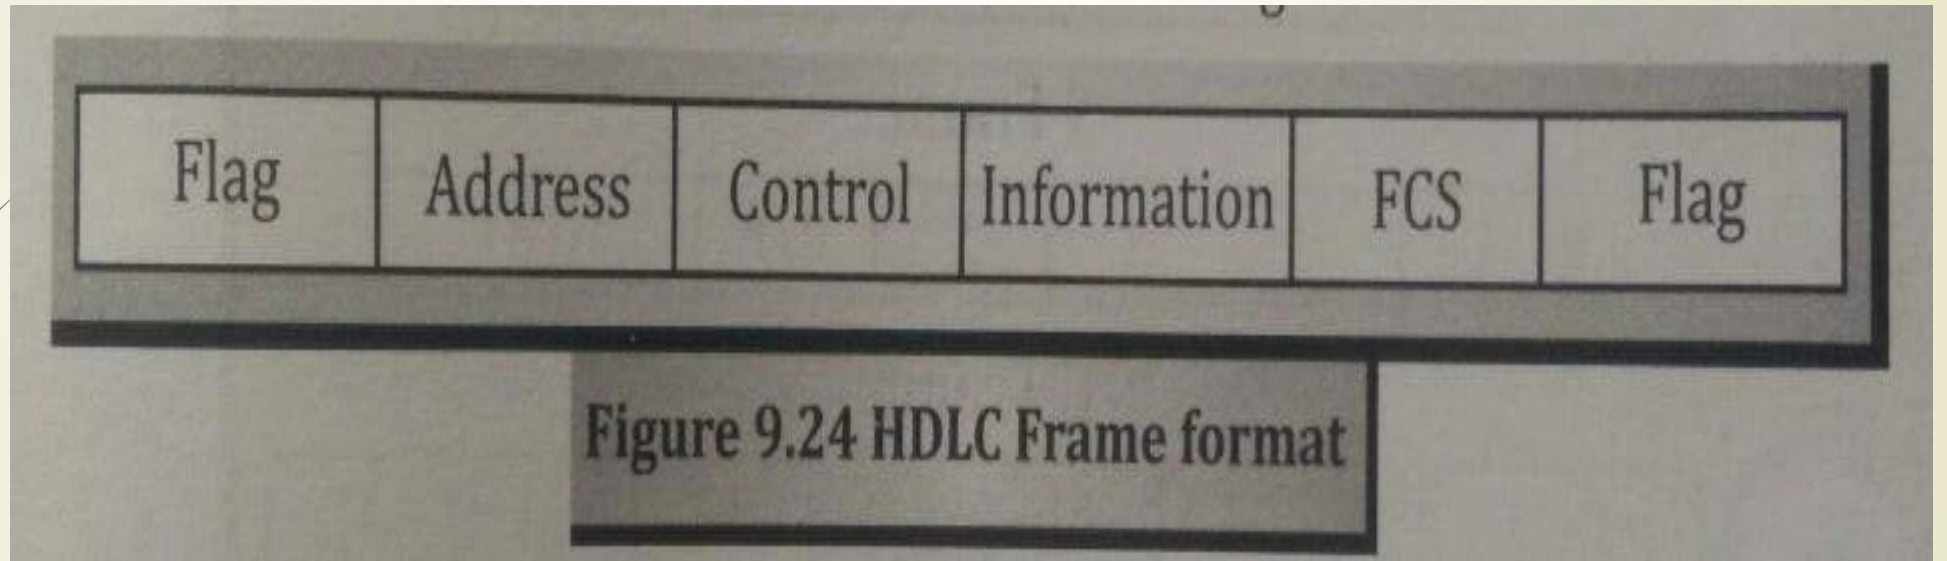 Flag Address Control Information FCS Flag
Figure 9.24 HDLC Frame format